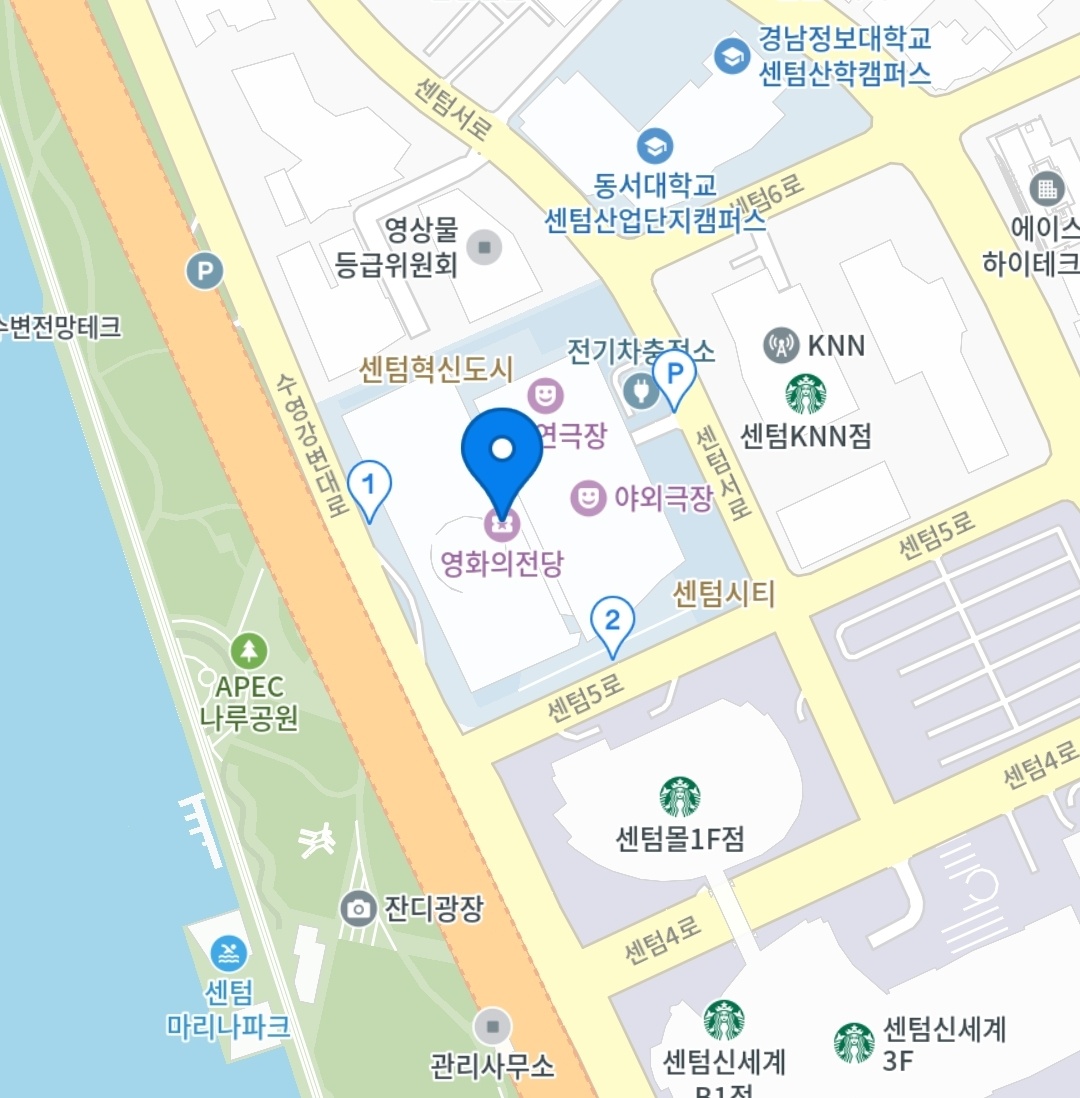 경남정보대학교
센텀산학캠퍼스
센텀서로
동서대학교
센텀산업단지캠퍼스
센텀6로
영상물
등급위원회
에이스
하이테크
P
수변전망테크
KNN
전기차충전소
센텀혁신도시
P
수영강변대로
연극장
센텀KNN점
센텀서로
1
야외극장
센텀5로
영화의전당
센텀시티
2
APEC
나루공원
센텀5로
센텀4로
센텀몰1F점
잔디광장
센텀4로
센텀
마리나파크
관리사무소
센텀신세계
3F
센텀신세계
B1점